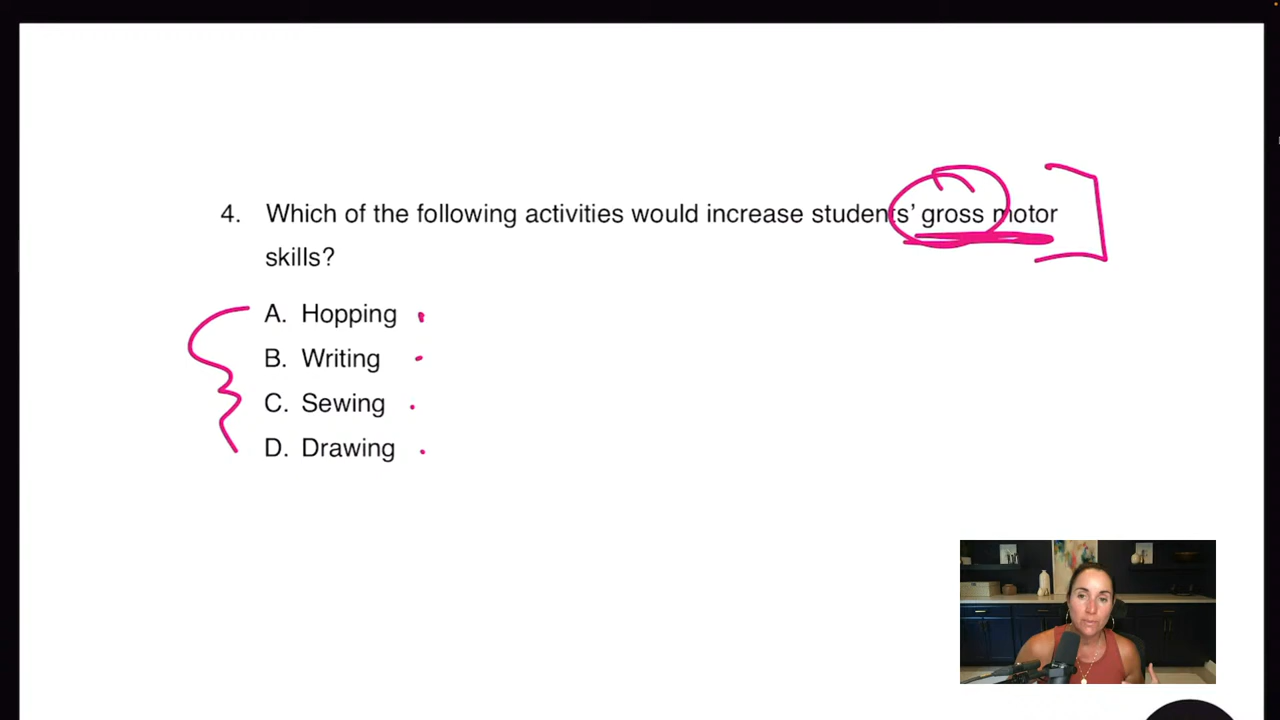 4. Which of the following activities would increase students’ gross motor
skills?
A. Hopping
B. Writing
C. Sewing
D. Drawing